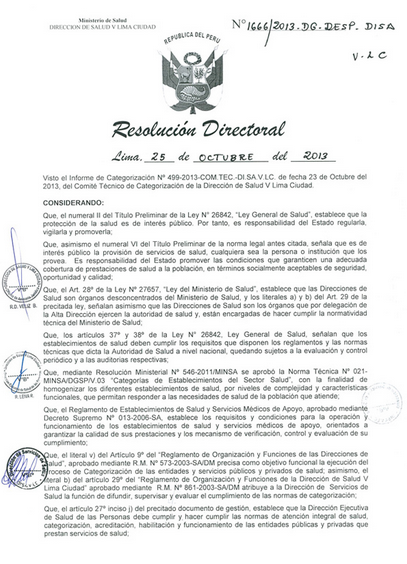 Ministerio de Salud
DIRECCION DE SALUD V LIMA CIUDAD
N° 1666/2013-DG-DESP-DISA
V-LC
REPUBLICA DEL PERU
Resolución Directoral
Lima, 25 de OCTUBRE del 2013
Visto el Informe de Categorización Nº 499-2013-COM.TEC.-DI.SA.V.LC. de fecha 23 de Octubre del
2013, del Comité Técnico de Categorización de la Dirección de Salud V Lima Ciudad.
CONSIDERANDO:
Que, el numeral II del Título Preliminar de la Ley N° 26842, "Ley General de Salud", establece que la
protección de la salud es de interés público. Por tanto, es responsabilidad del Estado regularla,
vigilarla y promoverla;
Que, asimismo el numeral VI del Título Preliminar de la norma legal antes citada, señala que es de
interés público la provisión de servicios de salud, cualquiera sea la persona o institución que los
provea. Es responsabilidad del Estado promover las condiciones que garanticen una adecuada
cobertura de prestaciones de salud a la población, en términos socialmente aceptables de seguridad,
oportunidad y calidad;
Que, el Art. 28° de la Ley N° 27657, "Ley del Ministerio de Salud", establece que las Direcciones de
Salud son órganos desconcentrados del Ministerio de Salud, y los literales a) y b) del Art. 29 de la
precitada ley, señalan asimismo que las Direcciones de Salud son los órganos que por delegación de
la Alta Dirección ejercen la autoridad de salud y, están encargadas de hacer cumplir la normatividad
técnica del Ministerio de Salud;
Que, los artículos 37° y 38° de la Ley N° 26842, Ley General de Salud, señalan que los
establecimientos de salud deben cumplir los requisitos que disponen los reglamentos y las normas
técnicas que dicta la Autoridad de Salud a nivel nacional, quedando sujetos a la evaluación y control
periódico y a las auditorias respectivas;
Que, mediante Resolución Ministerial N° 546-2011/MINSA se aprobó la Norma Técnica N° 021-
MINSA/DGSP/V.03 "Categorías de Establecimientos del Sector Salud", con la finalidad de
homogenizar los diferentes establecimientos de salud, por niveles de complejidad y características
funcionales, que permitan responder a las necesidades de salud de la población que atiende;
Que, el Reglamento de Establecimientos de Salud y Servicios Médicos de Apoyo, aprobado mediante
Decreto Supremo N° 013-2006-SA, establece los requisitos y condiciones para la operación y
funcionamiento de los establecimientos de salud y servicios médicos de apoyo, orientados a
garantizar la calidad de sus prestaciones y los mecanismo de verificación, control y evaluación de su
cumplimiento;
Que, el literal v) del Artículo 9° del "Reglamento de Organización y Funciones de las Direcciones de
Salud", aprobado mediante R.M. N° 573-2003-SA/DM precisa como objetivo funcional la ejecución del
proceso de Categorización de las entidades y servicios públicos y privados de salud; asimismo, el
literal b) del artículo 29° del "Reglamento de Organización y Funciones de la Dirección de Salud V
Lima Ciudad" aprobado mediante R.M. N° 861-2003-SA/DM atribuye a la Dirección de Servicios de
Salud la función de difundir, supervisar y evaluar el cumplimiento de las normas de categorización;
Que, el artículo 27° inciso j) del precitado documento de gestión, establece que la Dirección Ejecutiva
de Salud de las Personas debe cumplir y hacer cumplir las normas de atención integral de salud,
categorización, acreditación, habilitación y funcionamiento de las entidades públicas y privadas que
prestan servicios de salud;